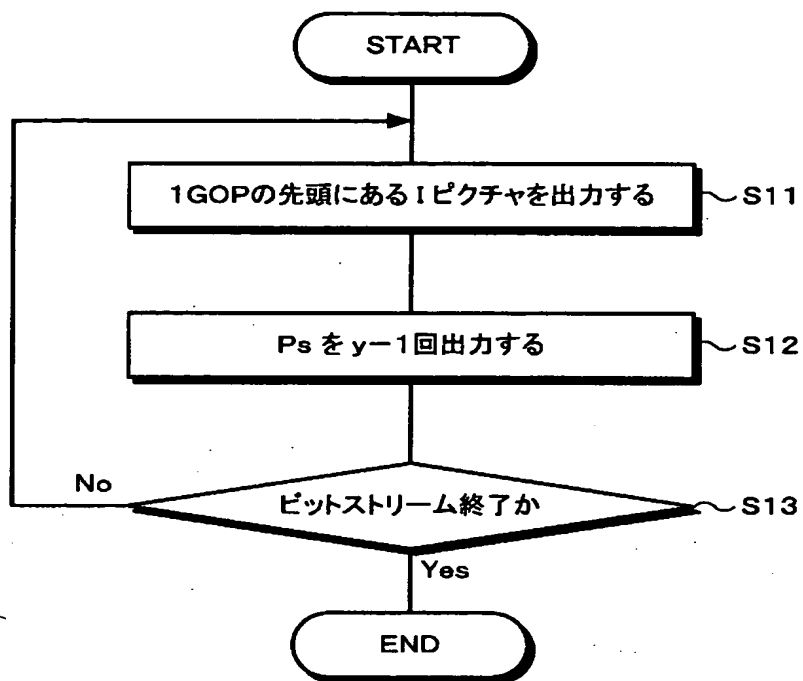 START
1GOPの先頭にあるIピクチャを出力する
S11
Psをy−1回出力する
S12
ビットストリーム終了か
S13
No
Yes
END